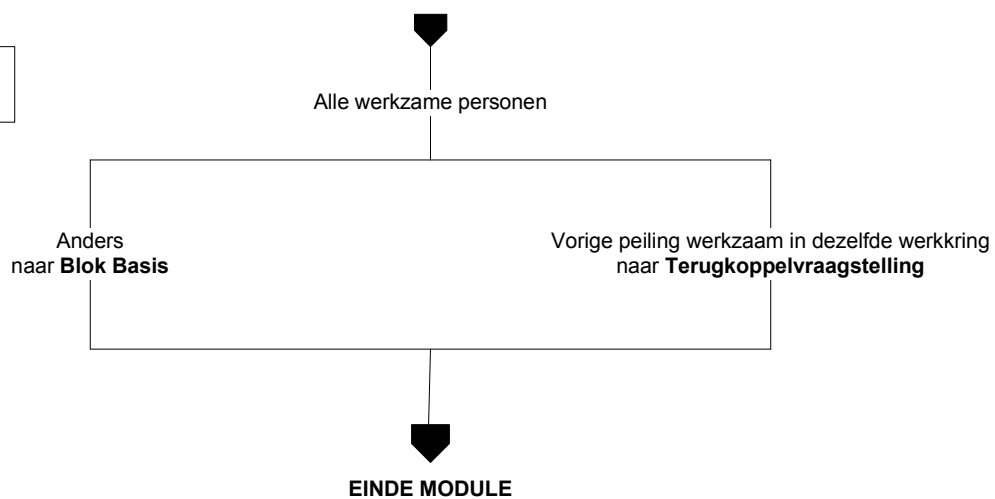 Alle werkzame personen
Anders
naar Blok Basis
Vorige peiling werkzaam in dezelfde werkkring
naar Terugkoppelvraagstelling
EINDE MODULE